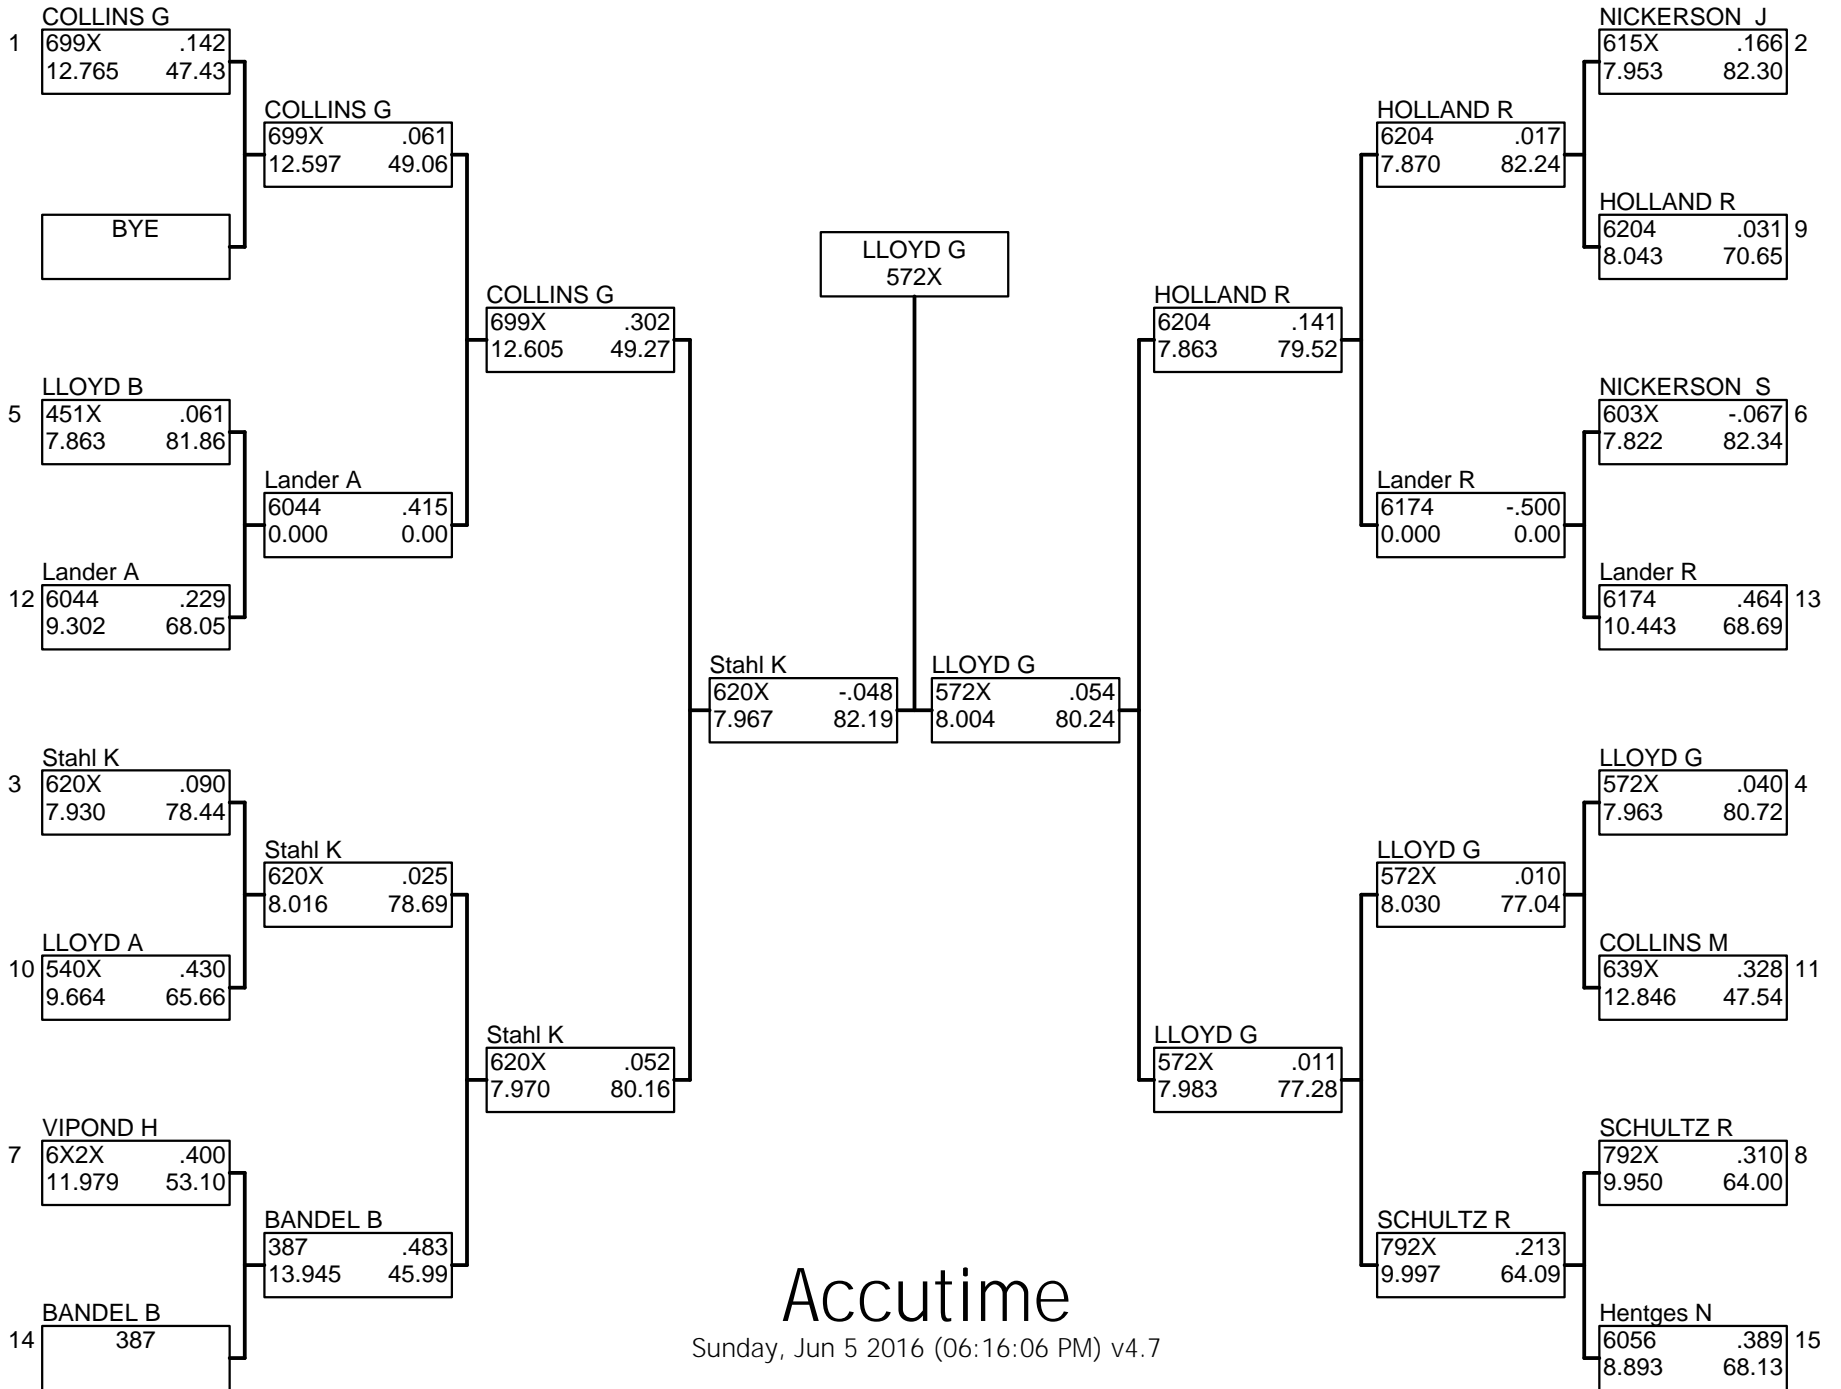 COLLINS G
1 699X .142
12.765 47.43
BYE
LLOYD B
5 451X .061
7.863 81.86
Lander A
12 6044 .229
9.302 68.05
Stahl K
3 620X .090
7.930 78.44
LLOYD A
10 540X .430
9.664 65.66
VIPOND H
7 6X2X .400
11.979 53.10
BANDEL B
14 387
COLLINS G
699X .061
12.597 49.06
Lander A
6044 .415
0.000 0.00
Stahl K
620X .025
8.016 78.69
BANDEL B
387 .483
13.945 45.99
COLLINS G
699X .302
12.605 49.27
Stahl K
620X .052
7.970 80.16
Stahl K
620X -.048
7.967 82.19
LLOYD G
572X
LLOYD G
572X .054
8.004 80.24
HOLLAND R
6204 .141
7.863 79.52
LLOYD G
572X .011
7.983 77.28
HOLLAND R
6204 .017
7.870 82.24
Lander R
6174 -.500
0.000 0.00
LLOYD G
572X .010
8.030 77.04
SCHULTZ R
792X .213
9.997 64.09
NICKERSON J
615X .166 2
7.953 82.30
HOLLAND R
6204 .031 9
8.043 70.65
NICKERSON S
603X -.067 6
7.822 82.34
Lander R
6174 .464 13
10.443 68.69
LLOYD G
572X .040 4
7.963 80.72
COLLINS M
639X .328 11
12.846 47.54
SCHULTZ R
792X .310 8
9.950 64.00
Hentges N
6056 .389 15
8.893 68.13
Accutime
Sunday, Jun 5 2016 (06:16:06 PM) v4.7